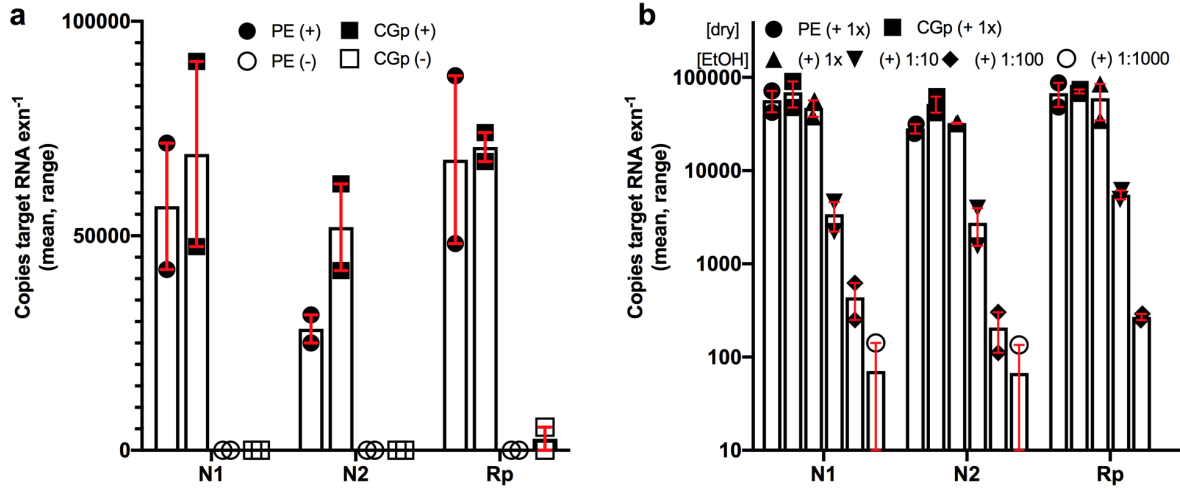 a
PE (+) CGp (+)
PE (-) CGp (-)
Copies target RNA exn-1
(mean, range)
100000
50000
0
N1 N2 Rp
b
[dry] PE (+ 1x) CGp (+ 1x)
[EtOH] (+) 1x (+) 1:10 (+) 1:100 (+) 1:1000
Copies target RNA exn-1
(mean, range)
100000
10000
1000
100
10
N1 N2 Rp